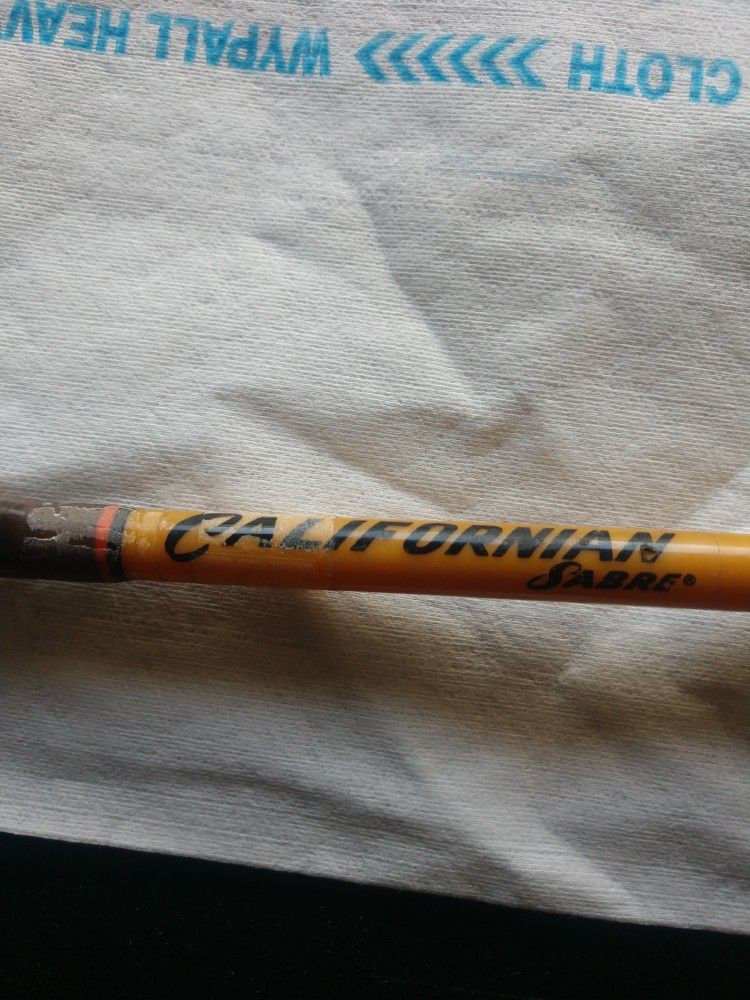 CLOTH <<<<<< WYPALL HEAV
CALIFORNIAN
SABRE®